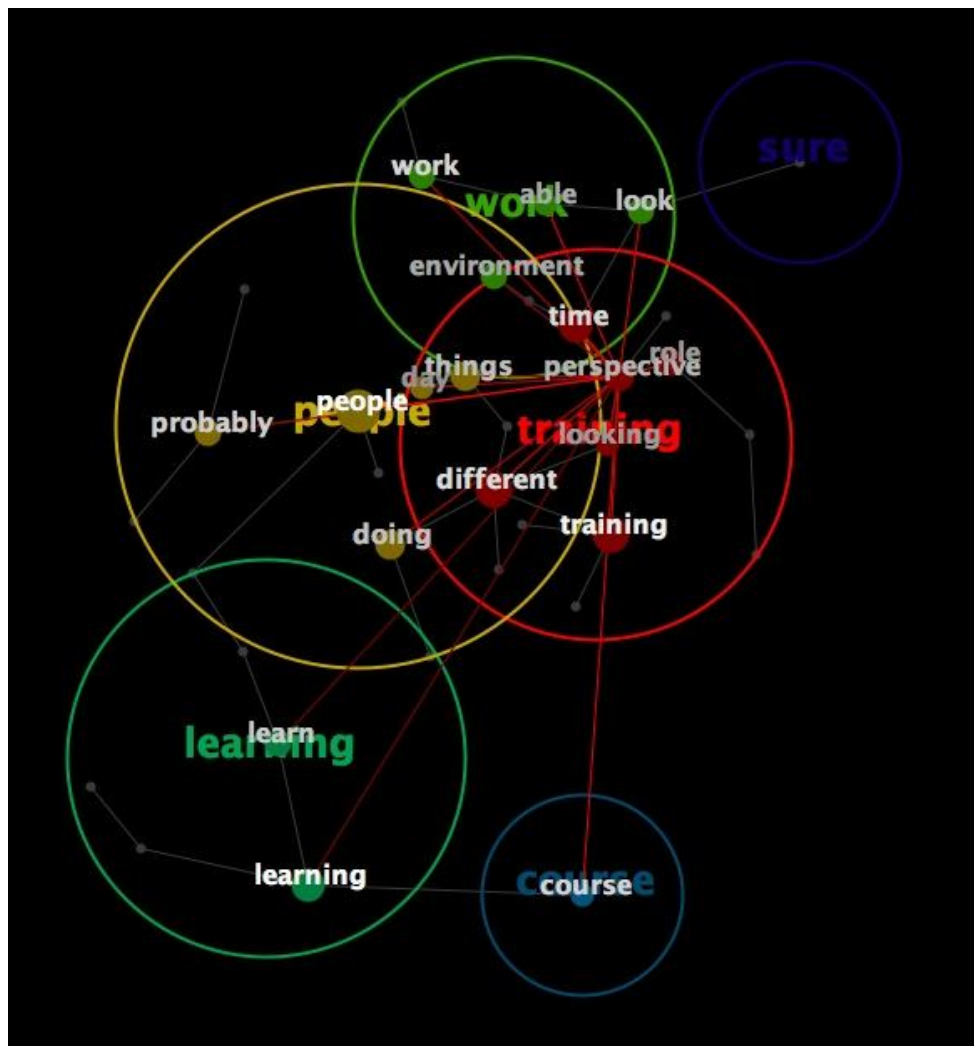 sure
work
work
able
look
environment
time
things
perspective
role
day
people
people
probably
training
looking
different
training
doing
learn
learning
learning
course
course